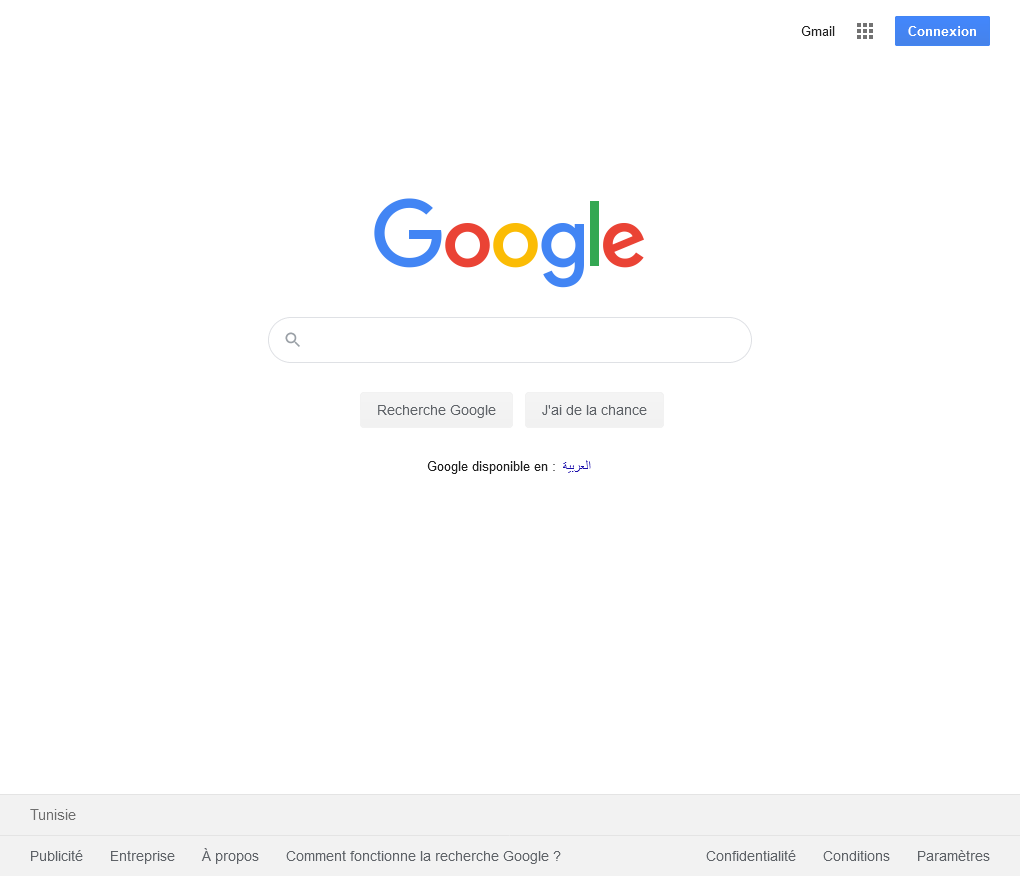 Gmail
Connexion
Google
Recherche Google
J'ai de la chance
Google disponible en : العربية
Tunisie
Publicité
Entreprise
À propos
Comment fonctionne la recherche Google ?
Confidentialité
Conditions
Paramètres